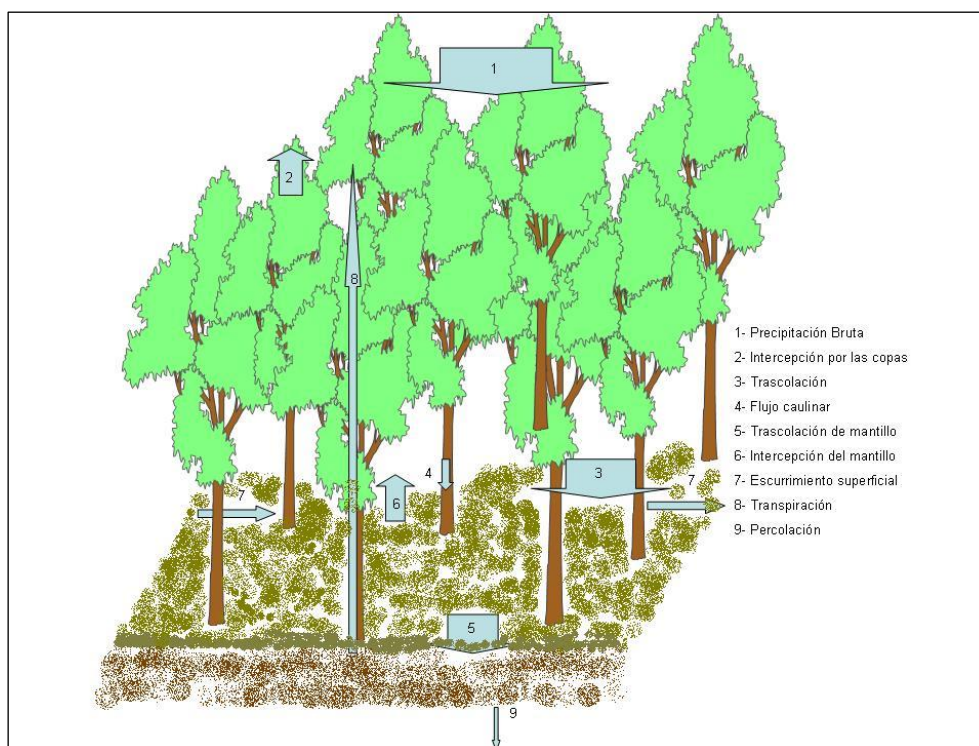 1
2
8
1- Precipitación Bruta
2- Intercepción por las copas
3- Trascolación
4- Flujo caulinar
5- Trascolación de mantillo
6- Intercepción del mantillo
7- Escurrimiento superficial
8- Transpiración
9- Percolación
4
3
7
7
6
5
9